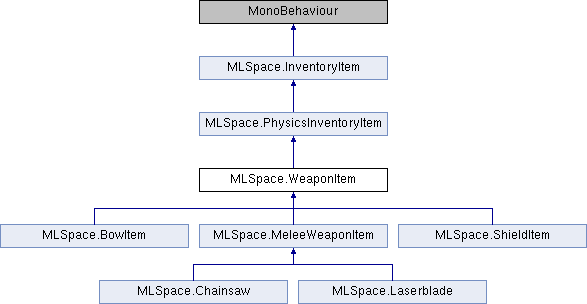 MonoBehaviour
MLSpace.InventoryItem
MLSpace.PhysicsInventoryItem
MLSpace.WeaponItem
MLSpace.BowItem
MLSpace.MeleeWeaponItem
MLSpace.ShieldItem
MLSpace.Chainsaw
MLSpace.Laserblade